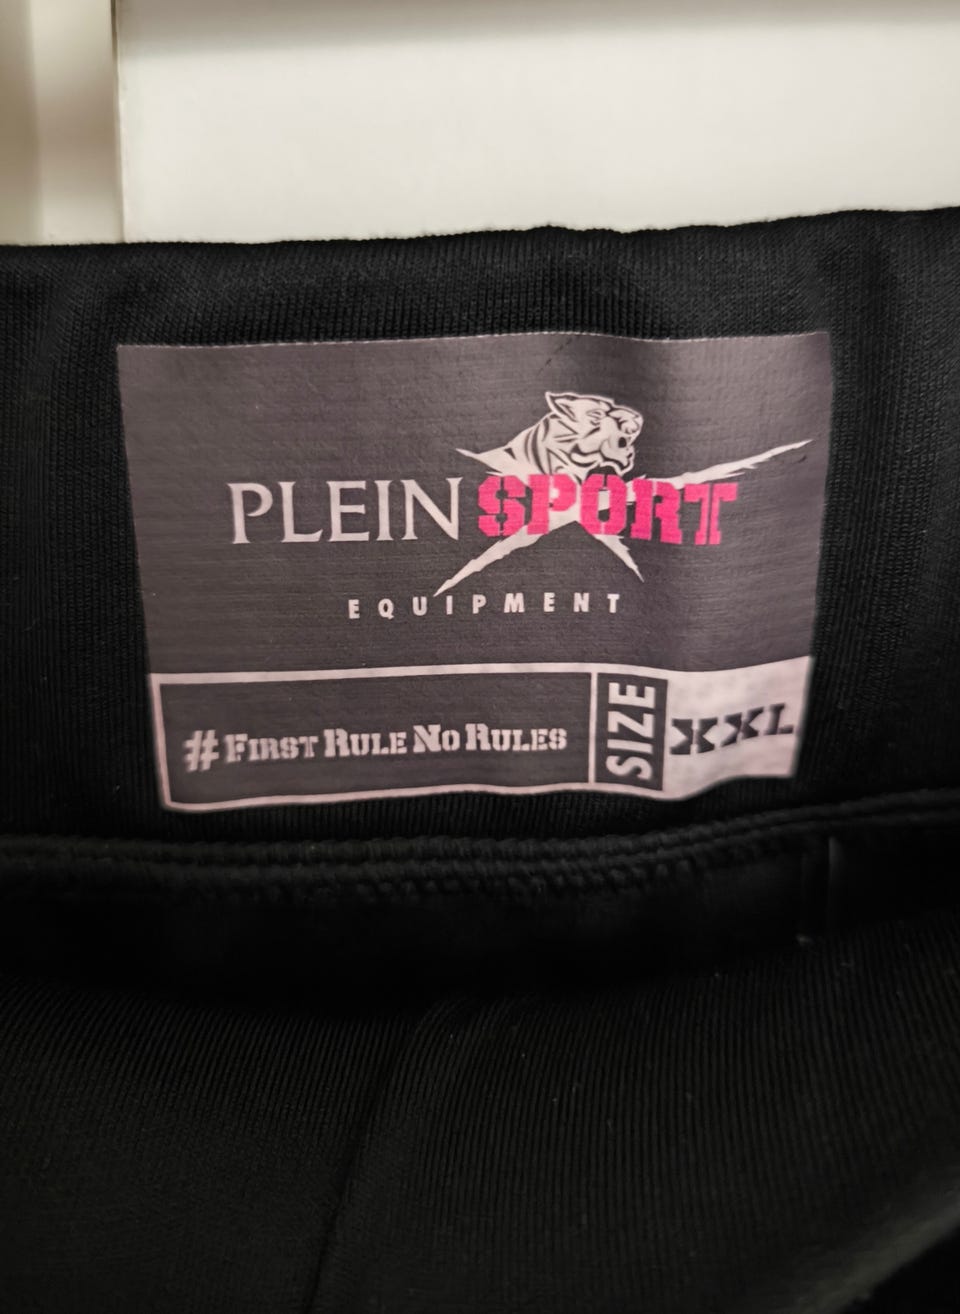 PLEIN SPORT
EQUIPMENT
#FIRST RULE NO RULES
SIZE
XXL